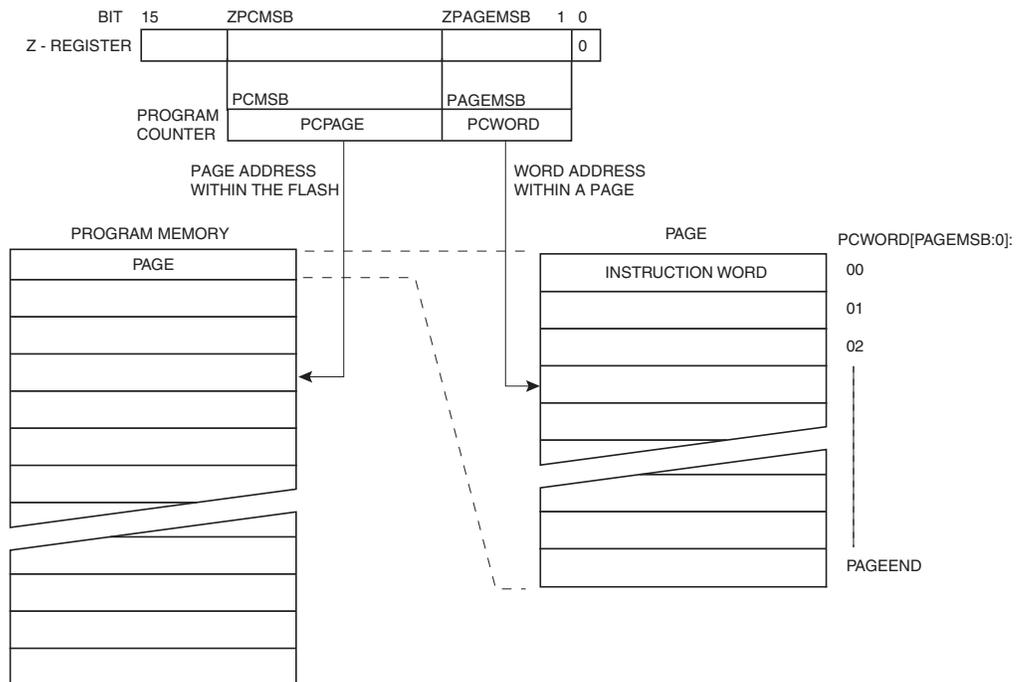 BIT 15 ZPCMSB ZPAGEMSB 1 0
Z - REGISTER 0
PCMSB PAGEMSB
PROGRAM
COUNTER
PCPAGE PCWORD
PAGE ADDRESS
WITHIN THE FLASH
WORD ADDRESS
WITHIN A PAGE
PROGRAM MEMORY
PAGE
PAGE
PCWORD[PAGEMSB:0]:
INSTRUCTION WORD 00
01
02
PAGEEND